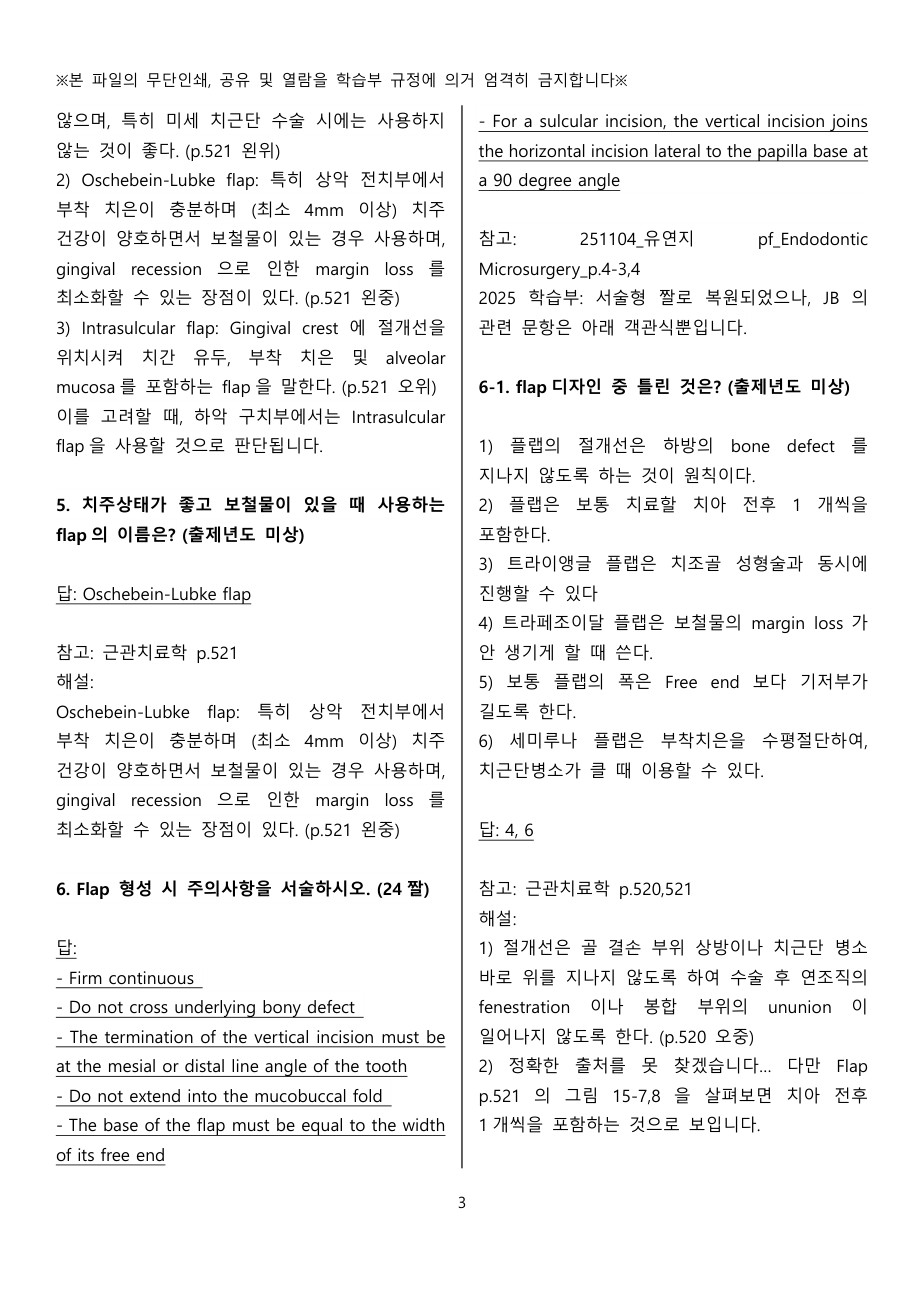 ※본 파일의 무단인쇄, 공유 및 열람을 학습부 규정에 의거 엄격히 금지합니다※
않으며, 특히 미세 치근단 수술 시에는 사용하지
않는 것이 좋다. (p.521 왼위)
2) Oschebein-Lubke flap: 특히 상악 전치부에서
부착 치은이 충분하며 (최소 4mm 이상) 치주
건강이 양호하면서 보철물이 있는 경우 사용하며,
gingival recession 으로 인한 margin loss 를
최소화할 수 있는 장점이 있다. (p.521 왼중)
3) Intrasulcular flap: Gingival crest 에 절개선을
위치시켜 치간 유두, 부착 치은 및 alveolar
mucosa 를 포함하는 flap 을 말한다. (p.521 오위)
이를 고려할 때, 하악 구치부에서는 Intrasulcular
flap 을 사용할 것으로 판단됩니다.
5. 치주상태가 좋고 보철물이 있을 때 사용하는
flap 의 이름은? (출제년도 미상)
답: Oschebein-Lubke flap
참고: 근관치료학 p.521
해설:
Oschebein-Lubke flap: 특히 상악 전치부에서
부착 치은이 충분하며 (최소 4mm 이상) 치주
건강이 양호하면서 보철물이 있는 경우 사용하며,
gingival recession 으로 인한 margin loss 를
최소화할 수 있는 장점이 있다. (p.521 왼중)
6. Flap 형성 시 주의사항을 서술하시오. (24 짤)
답:
- Firm continuous
- Do not cross underlying bony defect
- The termination of the vertical incision must be
at the mesial or distal line angle of the tooth
- Do not extend into the mucobuccal fold
- The base of the flap must be equal to the width
of its free end
- For a sulcular incision, the vertical incision joins
the horizontal incision lateral to the papilla base at
a 90 degree angle
참고: 251104_유연지 pf_Endodontic
Microsurgery_p.4-3,4
2025 학습부: 서술형 짤로 복원되었으나, JB 의
관련 문항은 아래 객관식뿐입니다.
6-1. flap 디자인 중 틀린 것은? (출제년도 미상)
1) 플랩의 절개선은 하방의 bone defect 를
지나지 않도록 하는 것이 원칙이다.
2) 플랩은 보통 치료할 치아 전후 1 개씩을
포함한다.
3) 트라이앵글 플랩은 치조골 성형술과 동시에
진행할 수 있다
4) 트라페조이달 플랩은 보철물의 margin loss 가
안 생기게 할 때 쓴다.
5) 보통 플랩의 폭은 Free end 보다 기저부가
길도록 한다.
6) 세미루나 플랩은 부착치은을 수평절단하여,
치근단병소가 클 때 이용할 수 있다.
답: 4, 6
참고: 근관치료학 p.520,521
해설:
1) 절개선은 골 결손 부위 상방이나 치근단 병소
바로 위를 지나지 않도록 하여 수술 후 연조직의
fenestration 이나 봉합 부위의 ununion 이
일어나지 않도록 한다. (p.520 오중)
2) 정확한 출처를 못 찾겠습니다… 다만 Flap
p.521 의 그림 15-7,8 을 살펴보면 치아 전후
1 개씩을 포함하는 것으로 보입니다.
3